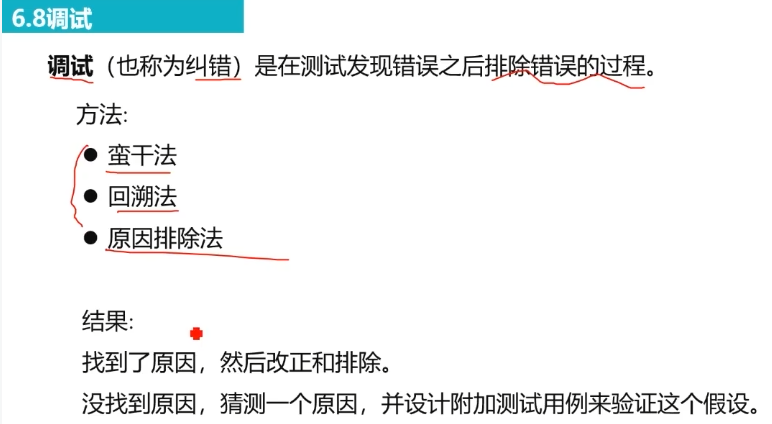 6.8调试
调试（也称为纠错）是在测试发现错误之后排除错误的过程。
方法:
● 蛮干法
● 回溯法
● 原因排除法
结果:
找到了原因，然后改正和排除。
没找到原因，猜测一个原因，并设计附加测试用例来验证这个假设。